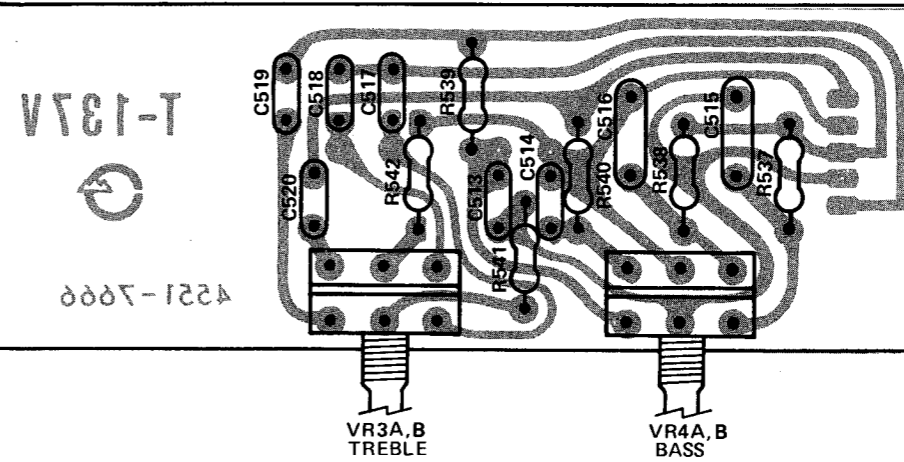 C519
C518
C517
R539
C516
C515
T-137V
C514
R542
R540
R538
R537
C520
C513
R541
4551-7666
VR3A,B
TREBLE
VR4A,B
BASS